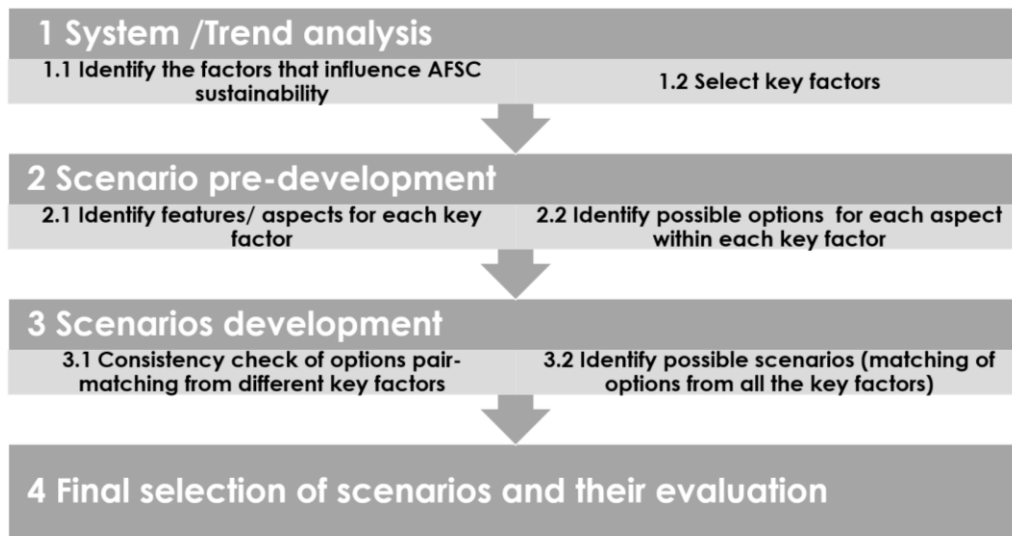 1 System /Trend analysis
1.1 Identify the factors that influence AFSC
sustainability
1.2 Select key factors
2 Scenario pre-development
2.1 Identify features/ aspects for each key
factor
2.2 Identify possible options  for each aspect
within each key factor
3 Scenarios development
3.1 Consistency check of options pair-
matching from different key factors
3.2 Identify possible scenarios (matching of
options from all the key factors)
4 Final selection of scenarios and their evaluation